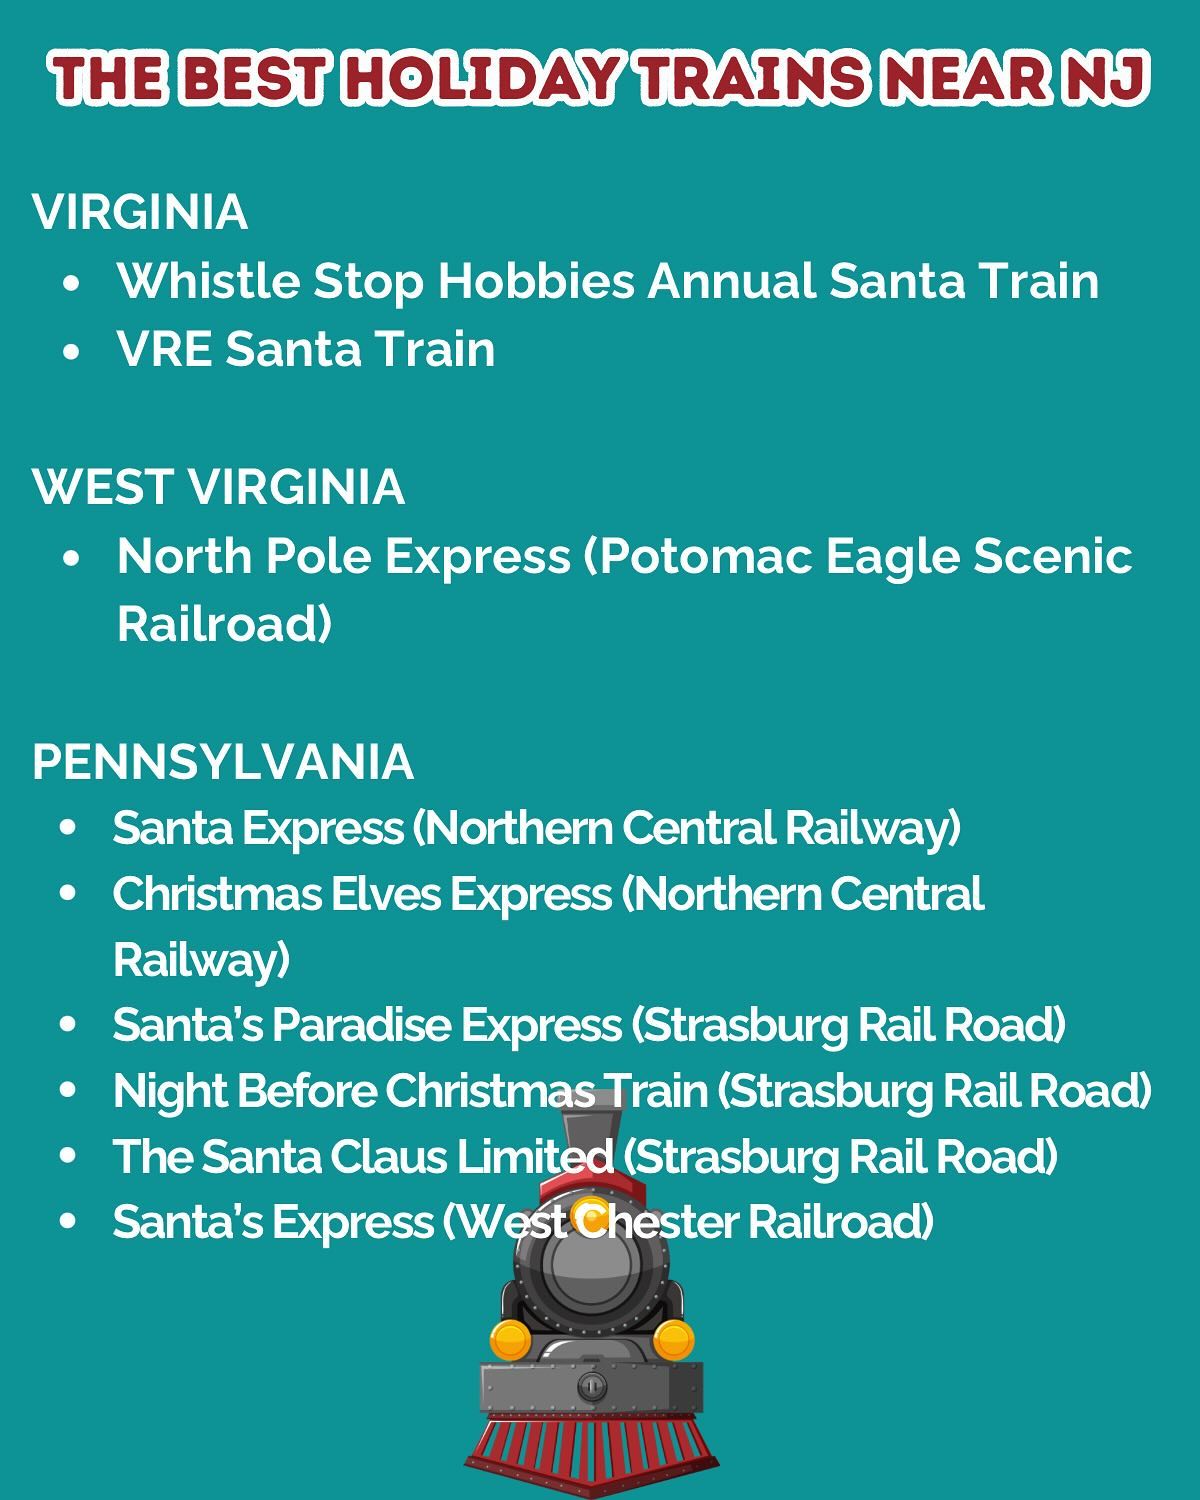 THE BEST HOLIDAY TRAINS NEAR NJ
VIRGINIA
• Whistle Stop Hobbies Annual Santa Train
• VRE Santa Train
WEST VIRGINIA
• North Pole Express (Potomac Eagle Scenic
Railroad)
PENNSYLVANIA
• Santa Express (Northern Central Railway)
• Christmas Elves Express (Northern Central
Railway)
• Santa’s Paradise Express (Strasburg Rail Road)
• Night Before Christmas Train (Strasburg Rail Road)
• The Santa Claus Limited (Strasburg Rail Road)
• Santa’s Express (West Chester Railroad)